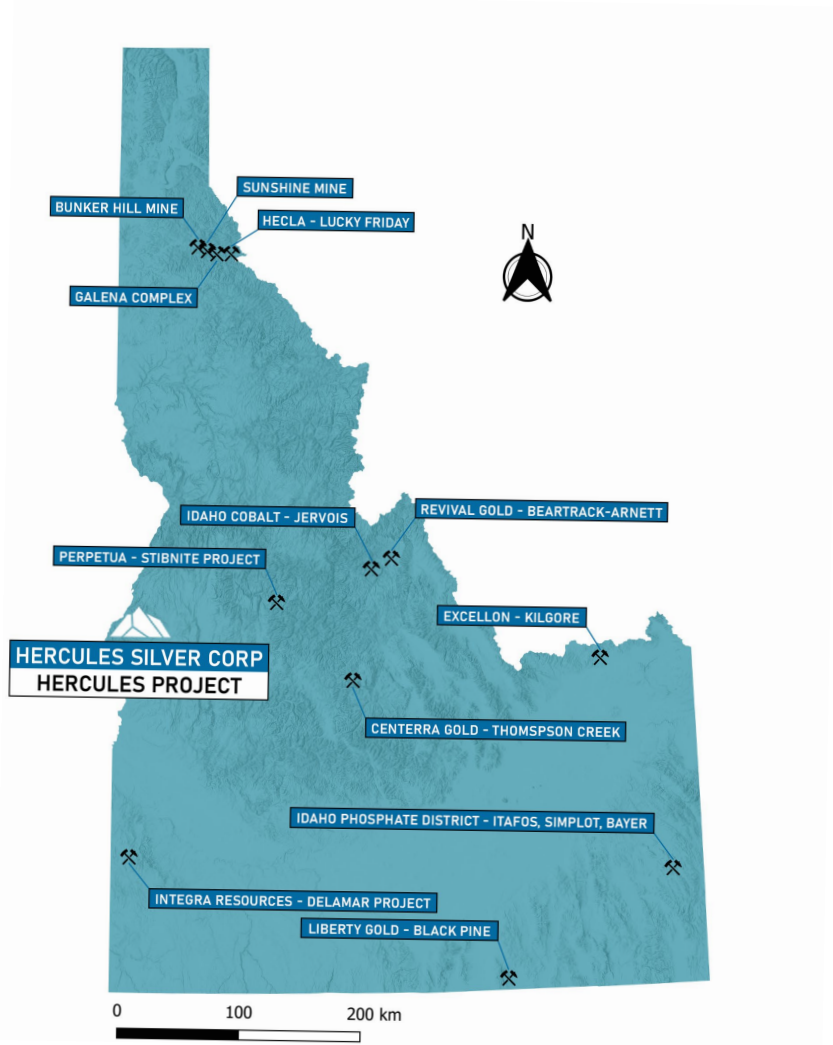 SUNSHINE MINE
BUNKER HILL MINE
HECLA - LUCKY FRIDAY
N
GALENA COMPLEX
REVIVAL GOLD - BEARTRACK-ARNETT
IDAHO COBALT - JERVOIS
PERPETUA - STIBNITE PROJECT
EXCELLON - KILGORE
HERCULES SILVER CORP
HERCULES PROJECT
CENTERRA GOLD - THOMSPSON CREEK
IDAHO PHOSPHATE DISTRICT - ITAFOS, SIMPLOT, BAYER
INTEGRA RESOURCES - DELAMAR PROJECT
LIBERTY GOLD - BLACK PINE
0 100 200 km